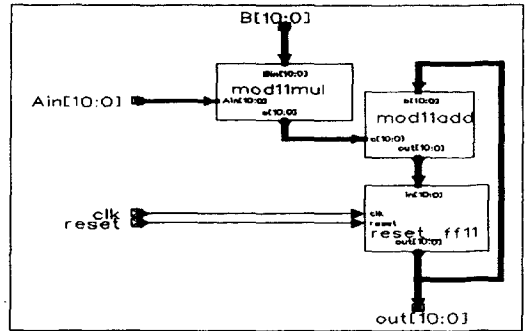 B[10:0]
Bin[10:0]
mod11mul
Ain[10:0]
Ain[10:0]
o[10:0]
a[10:0]
mod11add
c[10:0]
out[10:0]
in[10:0]
clk
clk
reset
reset
reset_ff11
out[10:0]
out[10:0]